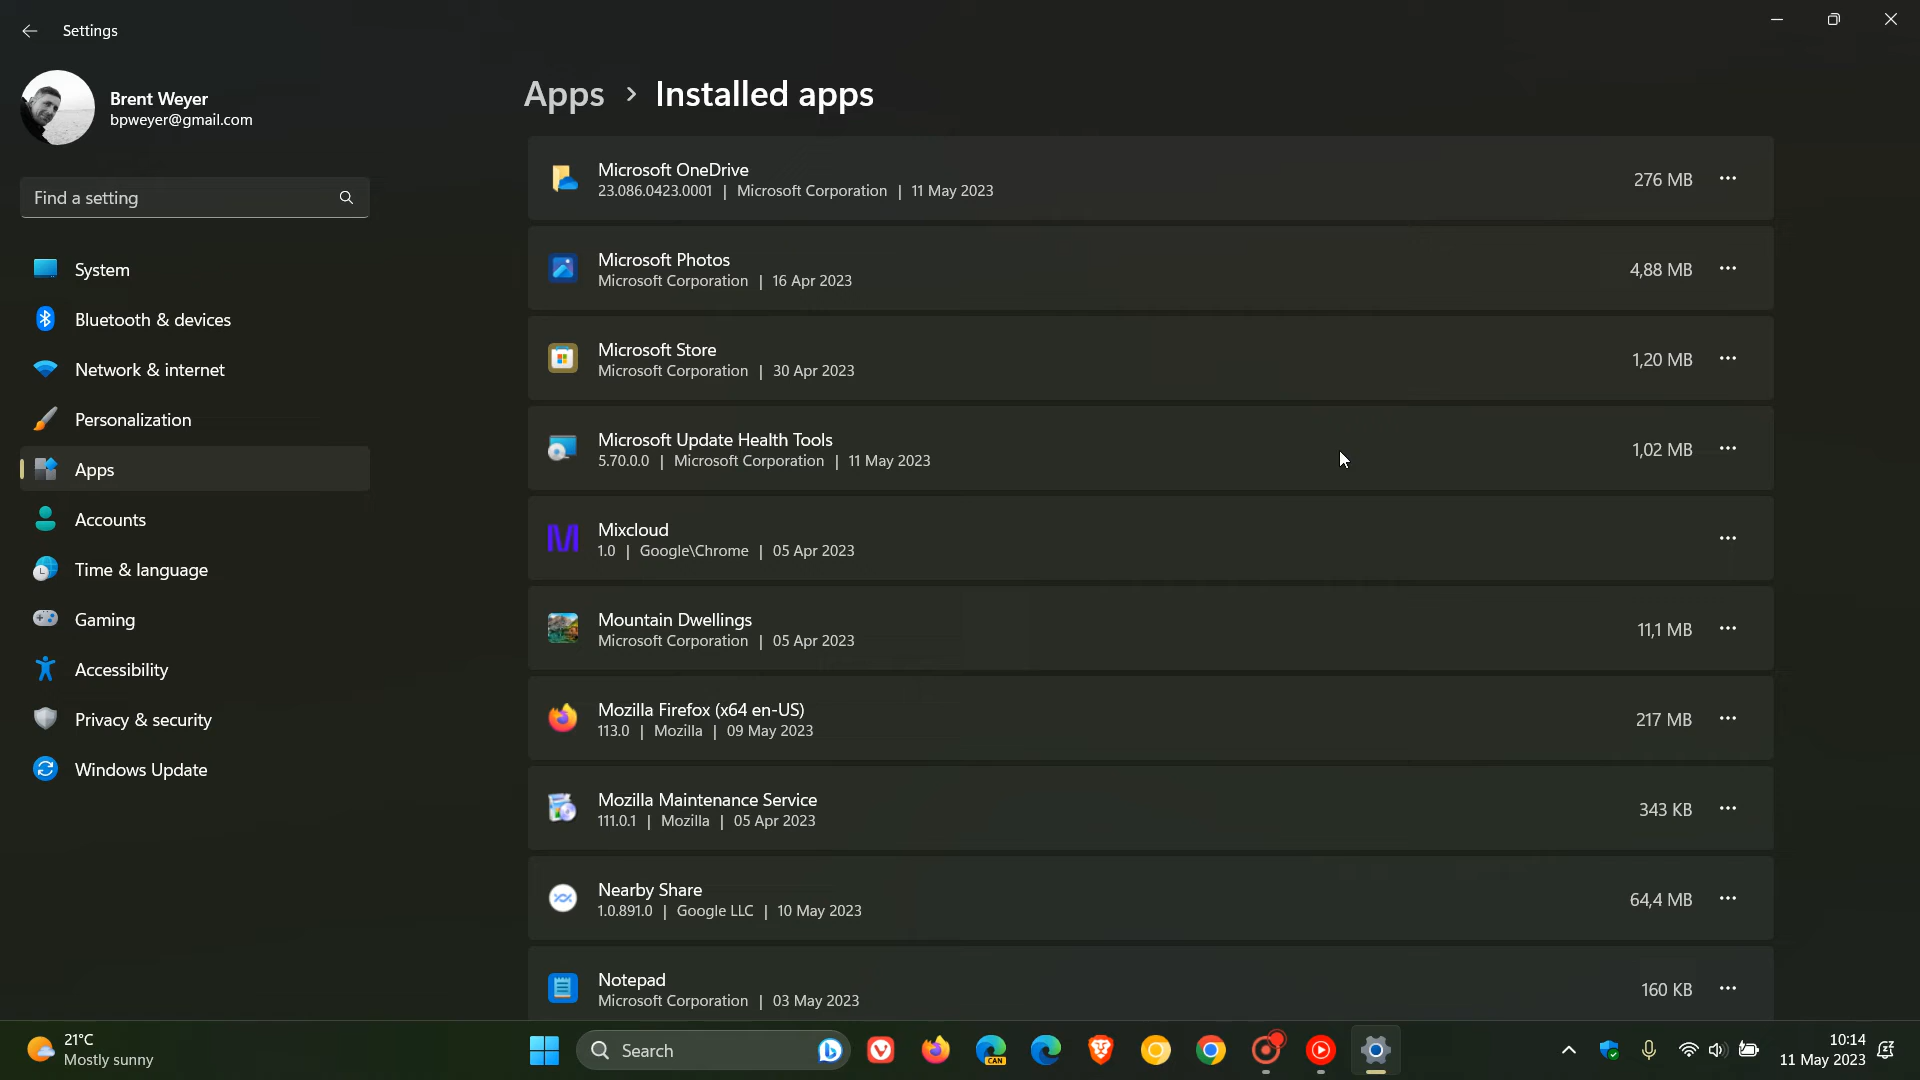 Settings
Brent Weyer
bpweyer@gmail.com
Find a setting
System
Bluetooth & devices
Network & internet
Personalization
Apps
Accounts
Time & language
Gaming
Accessibility
Privacy & security
Windows Update
Apps > Installed apps
Microsoft OneDrive
23.086.0423.0001 | Microsoft Corporation | 11 May 2023
276 MB
Microsoft Photos
Microsoft Corporation | 16 Apr 2023
4,88 MB
Microsoft Store
Microsoft Corporation | 30 Apr 2023
1,20 MB
Microsoft Update Health Tools
5.70.0.0 | Microsoft Corporation | 11 May 2023
1,02 MB
Mixcloud
1.0 | Google\Chrome | 05 Apr 2023
Mountain Dwellings
Microsoft Corporation | 05 Apr 2023
11,1 MB
Mozilla Firefox (x64 en-US)
113.0 | Mozilla | 09 May 2023
217 MB
Mozilla Maintenance Service
111.0.1 | Mozilla | 05 Apr 2023
343 KB
Nearby Share
1.0.891.0 | Google LLC | 10 May 2023
64,4 MB
Notepad
Microsoft Corporation | 03 May 2023
160 KB
21°C
Mostly sunny
Search
CAN
10:14
11 May 2023